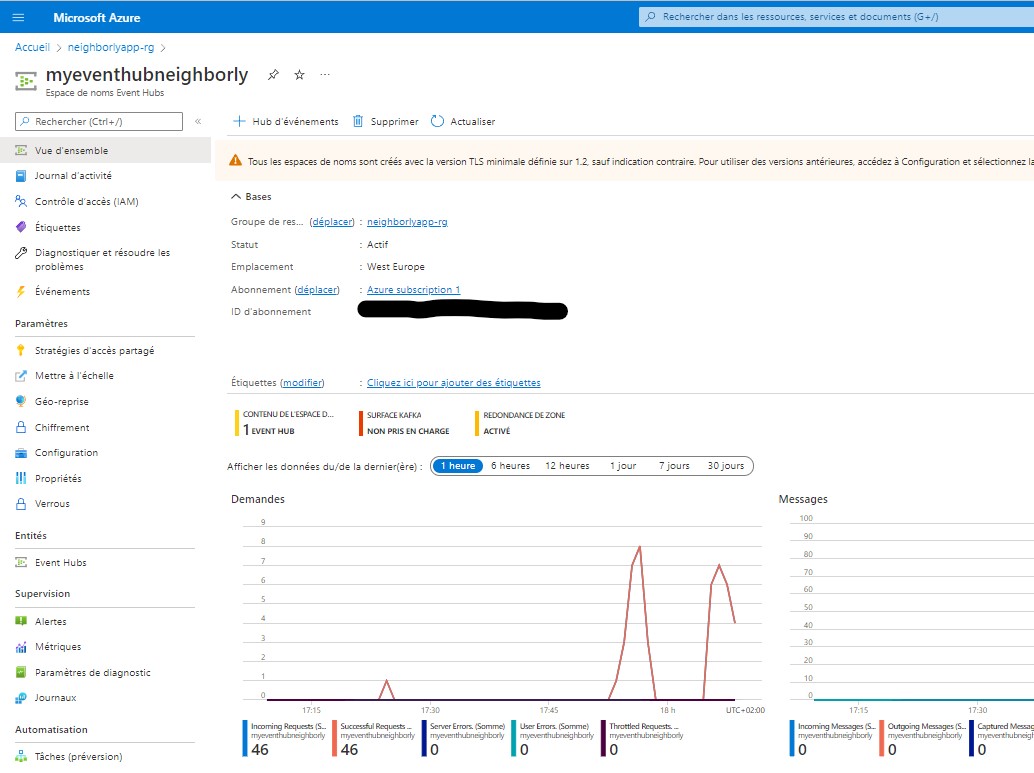 Microsoft Azure
Rechercher dans les ressources, services et documents (G+/)
Accueil > neighborlyapp-rg >
myeventhubneighborly
Espace de noms Event Hubs
Rechercher (Ctrl+/)
«
Hub d'événements
Supprimer
Actualiser
Vue d'ensemble
Journal d'activité
Contrôle d'accès (IAM)
Étiquettes
Diagnostiquer et résoudre les
problèmes
Événements
Paramètres
Stratégies d'accès partagé
Mettre à l'échelle
Géo-reprise
Chiffrement
Configuration
Propriétés
Verrous
Entités
Event Hubs
Supervision
Alertes
Métriques
Paramètres de diagnostic
Journaux
Automatisation
Tâches (préversion)
Tous les espaces de noms sont créés avec la version TLS minimale définie sur 1.2, sauf indication contraire. Pour utiliser des versions antérieures, accédez à Configuration et sélectionnez la
Bases
Groupe de res... (déplacer) : neighborlyapp-rg
Statut : Actif
Emplacement : West Europe
Abonnement (déplacer) : Azure subscription 1
ID d'abonnement
Étiquettes (modifier) : Cliquez ici pour ajouter des étiquettes
CONTENU DE L'ESPACE D...
1 EVENT HUB
SURFACE KAFKA
NON PRIS EN CHARGE
REDONDANCE DE ZONE
ACTIVÉ
Afficher les données du/de la dernier(ère) : 1 heure 6 heures 12 heures 1 jour 7 jours 30 jours
Demandes
9
8
7
6
5
4
3
2
1
0
17:15 17:30 17:45 18 h UTC+02:00
Incoming Requests (S...
myeventhubneighborly
46
Successful Requests ...
myeventhubneighborly
46
Server Errors. (Somme)
myeventhubneighborly
0
User Errors. (Somme)
myeventhubneighborly
0
Throttled Requests. ...
myeventhubneighborly
0
Messages
100
90
80
70
60
50
40
30
20
10
0
17:15 17:30
Incoming Messages (S...
myeventhubneighborly
0
Outgoing Messages (S...
myeventhubneighborly
0
Captured Messag
myeventhubneigh
0